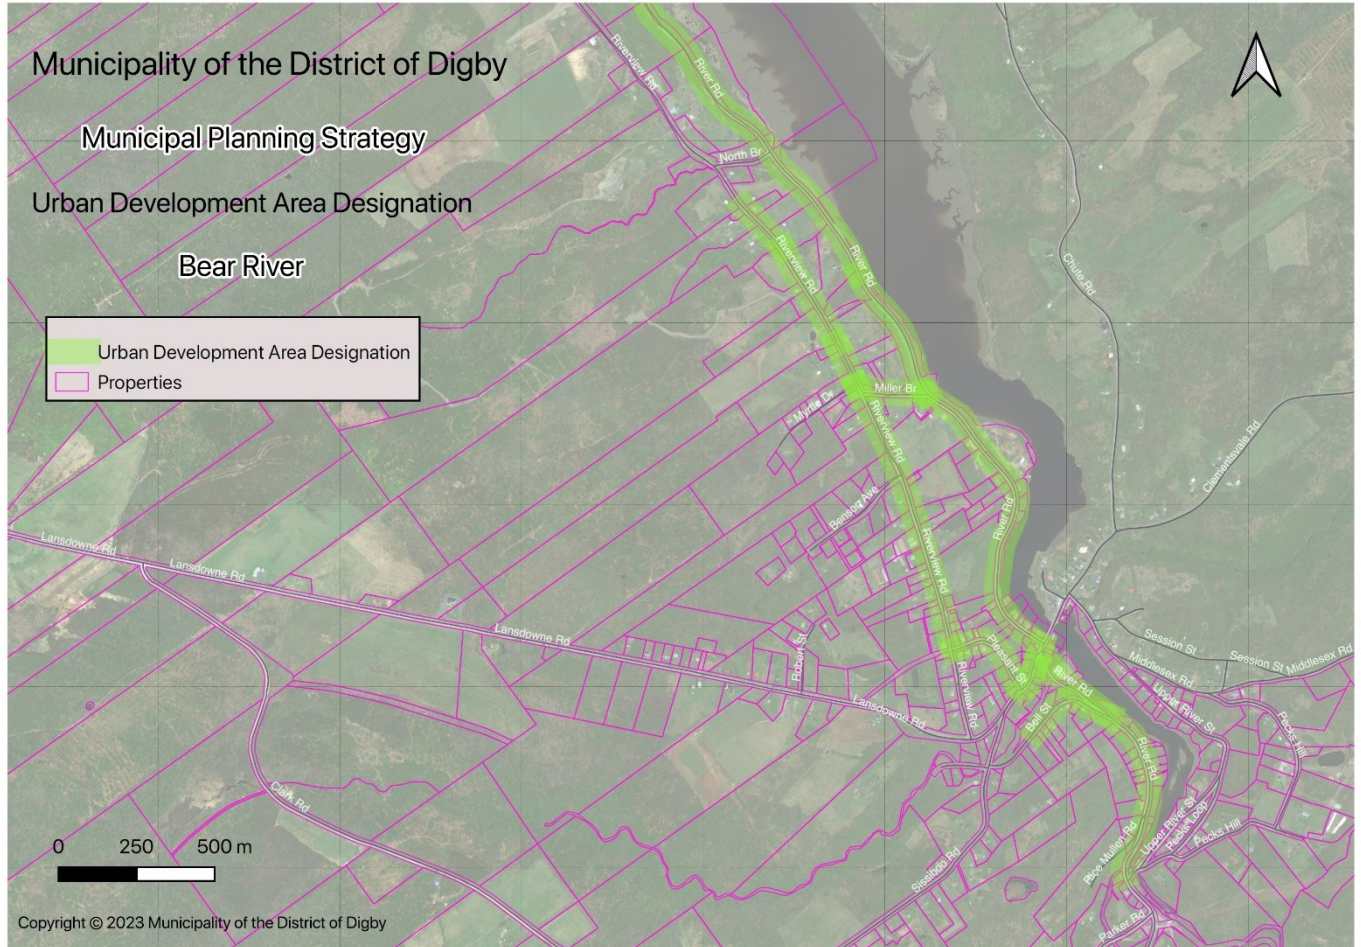 Municipality of the District of Digby
Municipal Planning Strategy
Urban Development Area Designation
Bear River
Urban Development Area Designation
Properties
Riverview Rd
River Rd
North Br
Riverview Rd
River Rd
Chute Rd
Miller Br
Myrtle Dr
Riverview Rd
Clementsvale Rd
Benson Ave
River Rd
Riverview Rd
Lansdowne Rd
Lansdowne Rd
Lansdowne Rd
Robert St
Pleasant St
Session St
Session St
Middlesex Rd
Middlesex Rd
River Rd
Riverview Rd
Lansdowne Rd
Bell St
Upper River St
Pecks Hill
River Rd
Clark Rd
Upper River St
Pecks Loop
Pecks Hill
Rice Mullen Rd
Sissiboo Rd
Parker Rd
0 250 500 m
Copyright © 2023 Municipality of the District of Digby